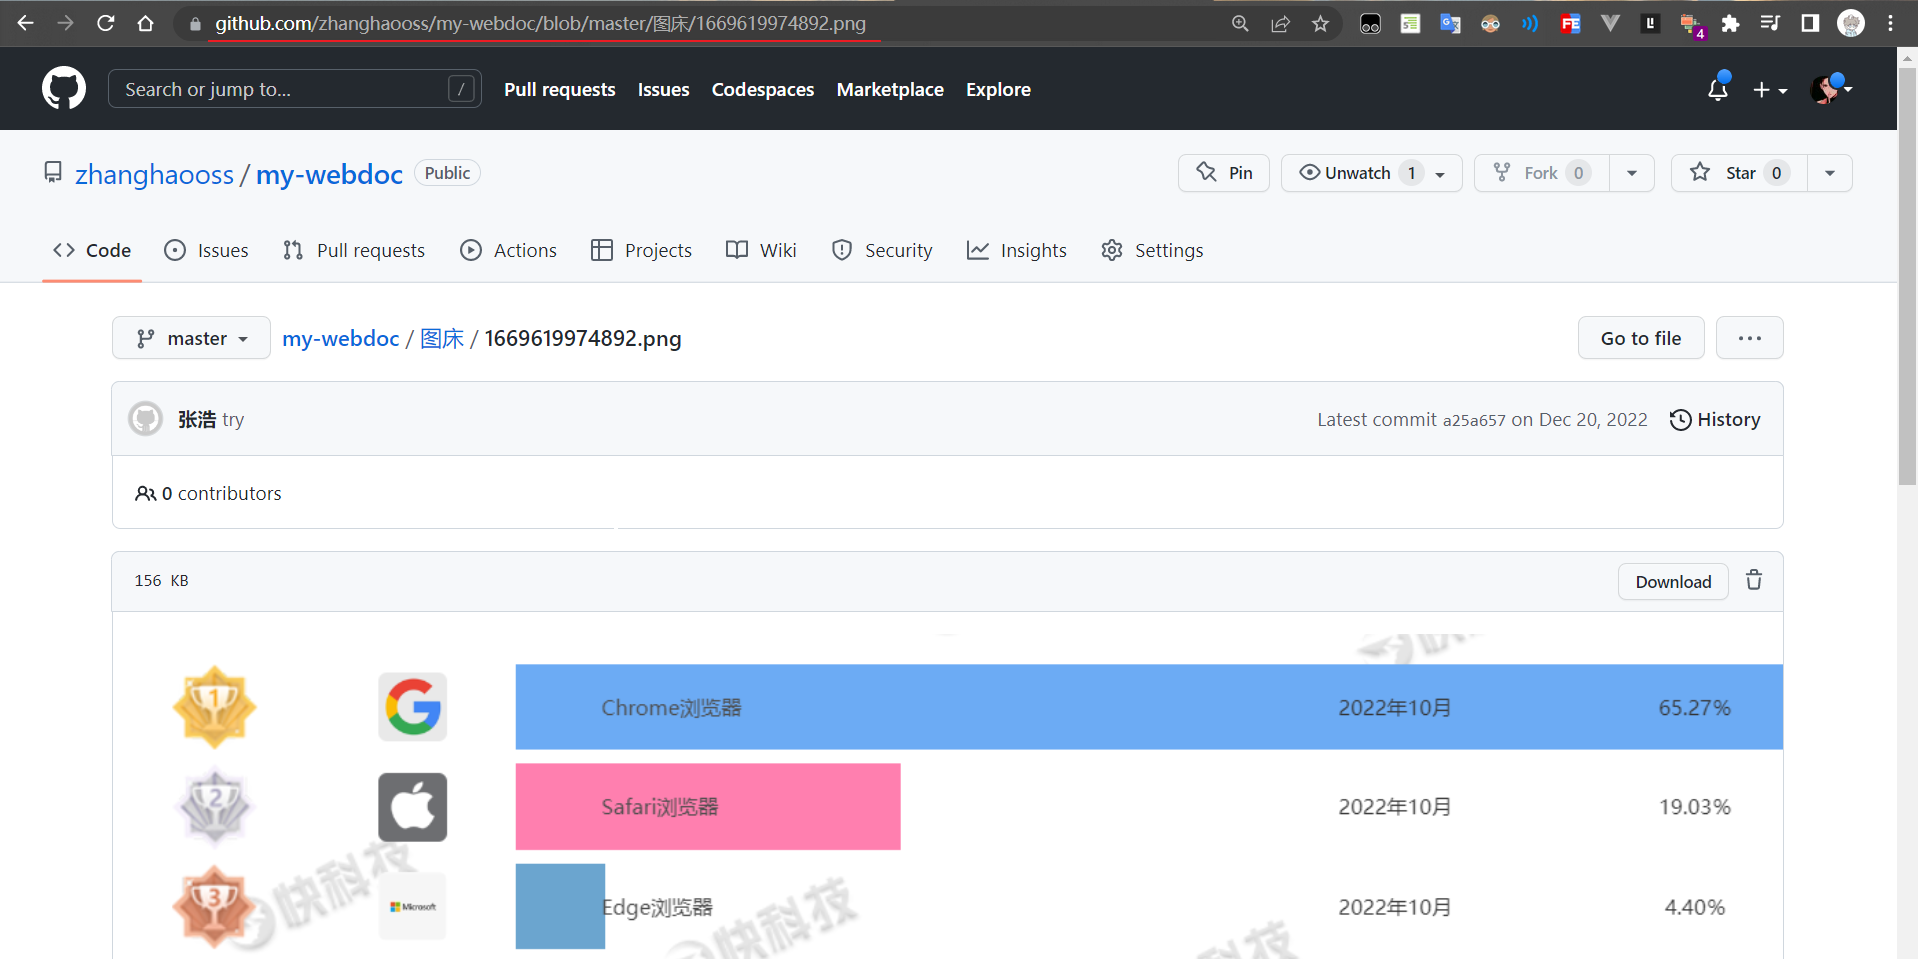 github.com/zhanghaooss/my-webdoc/blob/master/图床/1669619974892.png
4
Search or jump to... /
Pull requests Issues Codespaces Marketplace Explore
zhanghaooss / my-webdoc Public
Pin Unwatch 1 Fork 0 Star 0
Code Issues Pull requests Actions Projects Wiki Security Insights Settings
master my-webdoc / 图床 / 1669619974892.png Go to file
张浩 try Latest commit a25a657 on Dec 20, 2022 History
0 contributors
156 KB Download
快科技
1 Chrome浏览器 2022年10月 65.27%
2 Safari浏览器 2022年10月 19.03%
3 Microsoft Edge浏览器 2022年10月 4.40%
快科技
快科技
快科技